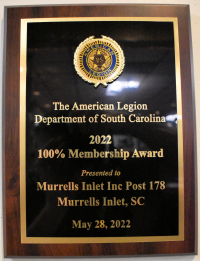 The American Legion
Department of South Carolina
2022
100% Membership Award
Presented to
Murrells Inlet Inc Post 178
Murrells Inlet, SC
May 28, 2022